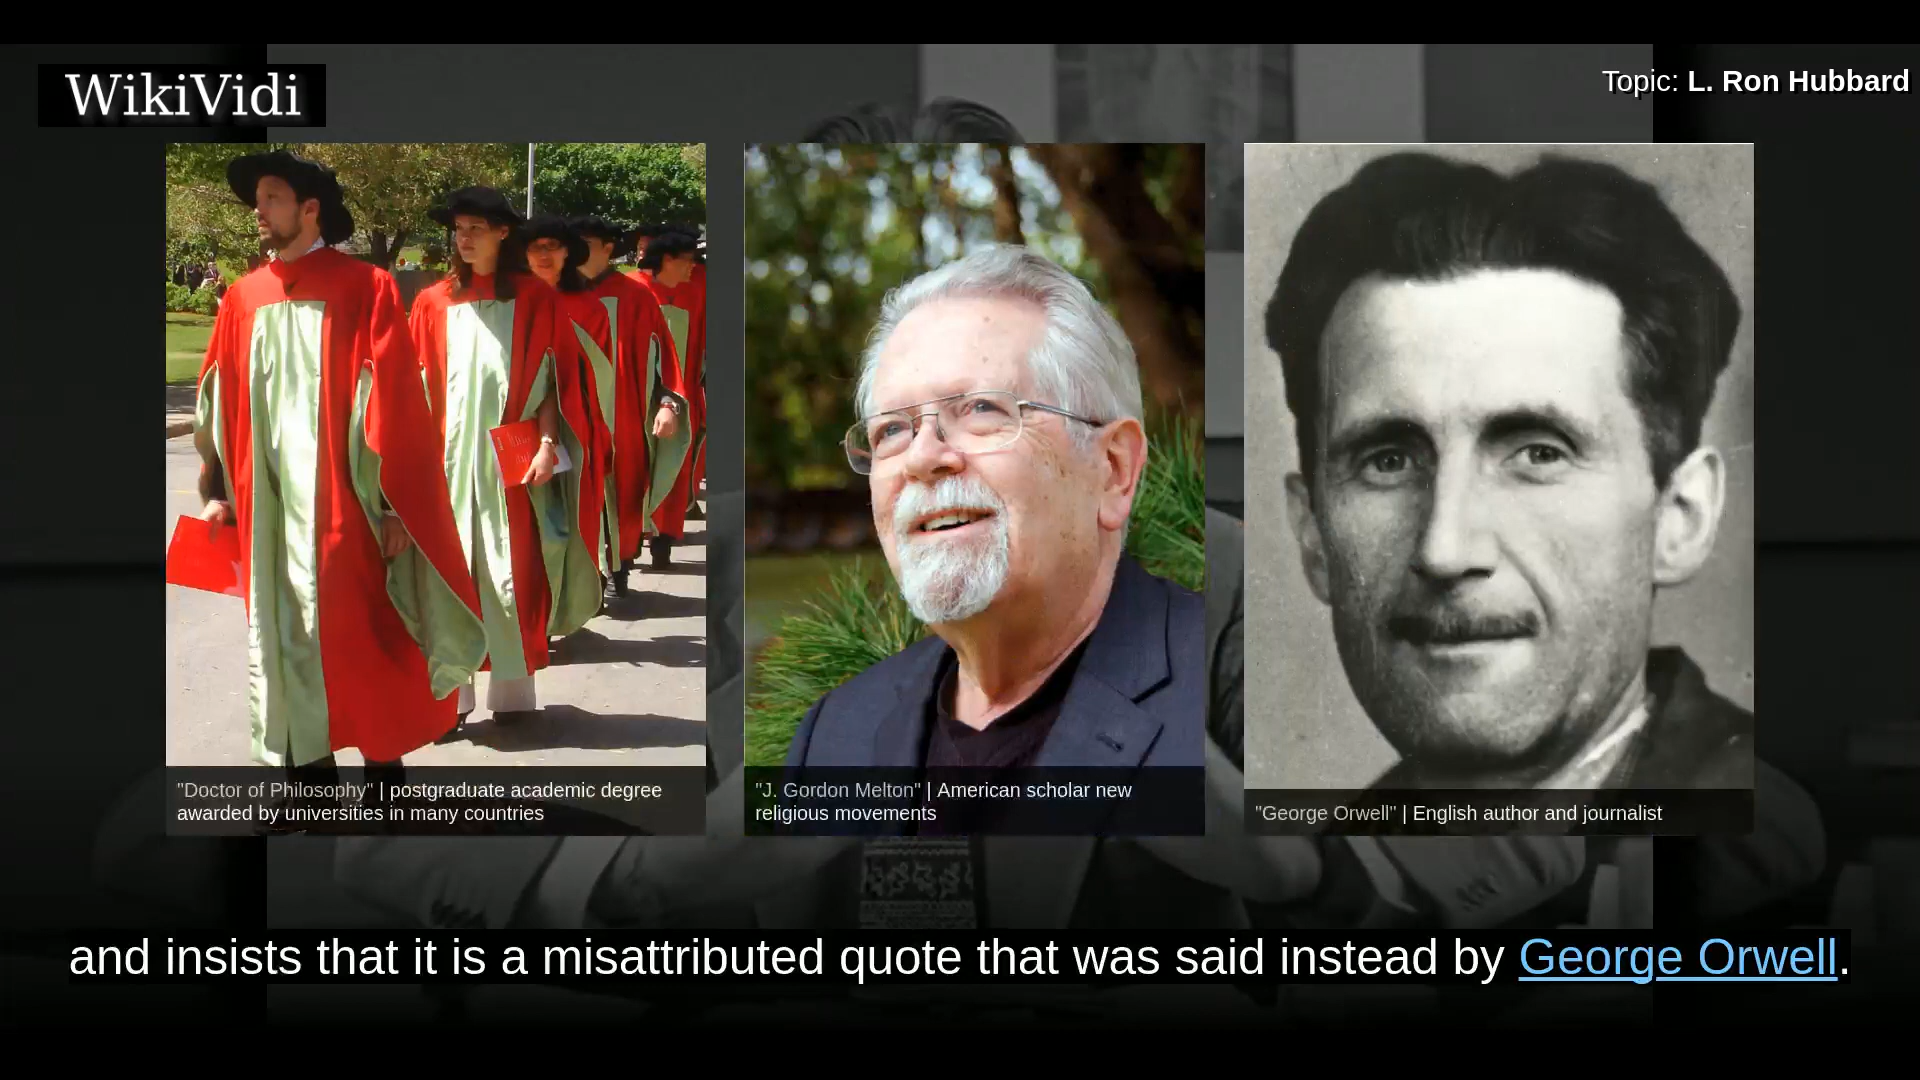 WikiVidi
Topic: L. Ron Hubbard
"Doctor of Philosophy" | postgraduate academic degree
awarded by universities in many countries
"J. Gordon Melton" | American scholar new
religious movements
"George Orwell" | English author and journalist
and insists that it is a misattributed quote that was said instead by George Orwell.